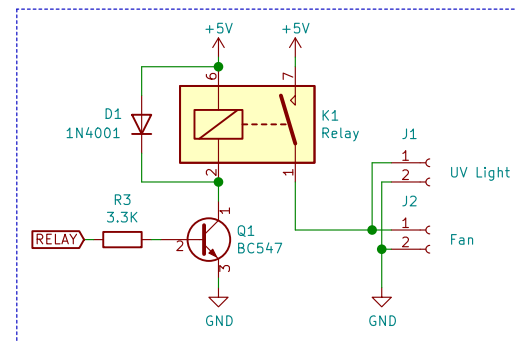 +5V
+5V
6
7
D1
1N4001
K1
Relay
2
1
J1
1
2
UV Light
J2
1
2
Fan
R3
3.3K
RELAY
1
2
3
Q1
BC547
GND
GND